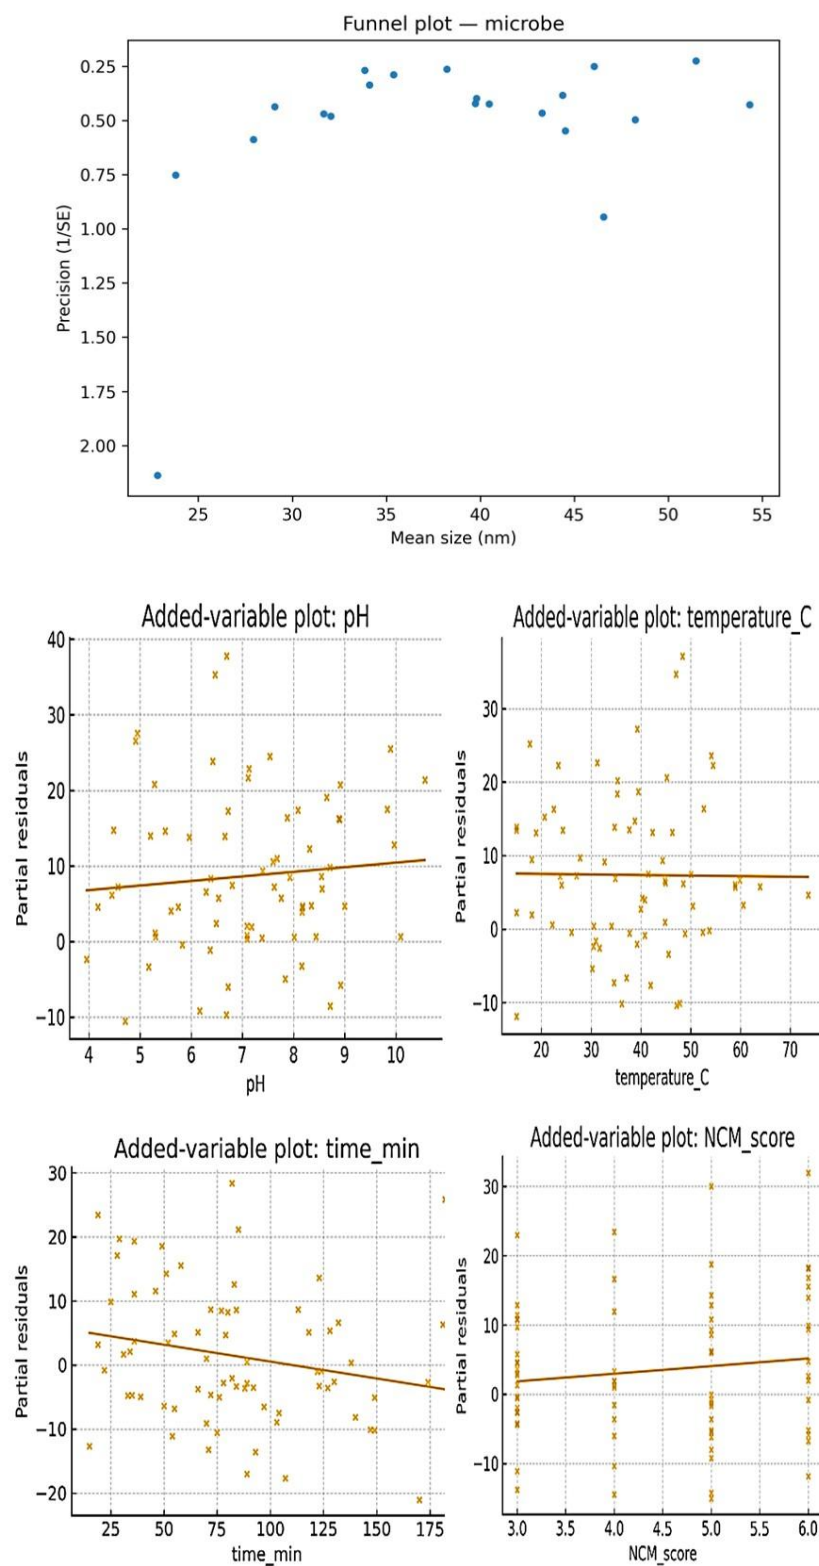 Funnel plot — microbe
0.25
0.50
0.75
1.00
1.25
1.50
1.75
2.00
Precision (1/SE)
25 30 35 40 45 50 55
Mean size (nm)
Added-variable plot: pH
40
30
20
10
0
−10
Partial residuals
4 5 6 7 8 9 10
pH
Added-variable plot: temperature_C
30
20
10
0
−10
Partial residuals
20 30 40 50 60 70
temperature_C
Added-variable plot: time_min
30
20
10
0
−10
−20
Partial residuals
25 50 75 100 125 150 175
time_min
Added-variable plot: NCM_score
30
20
10
0
−10
Partial residuals
3.0 3.5 4.0 4.5 5.0 5.5 6.0
NCM_score